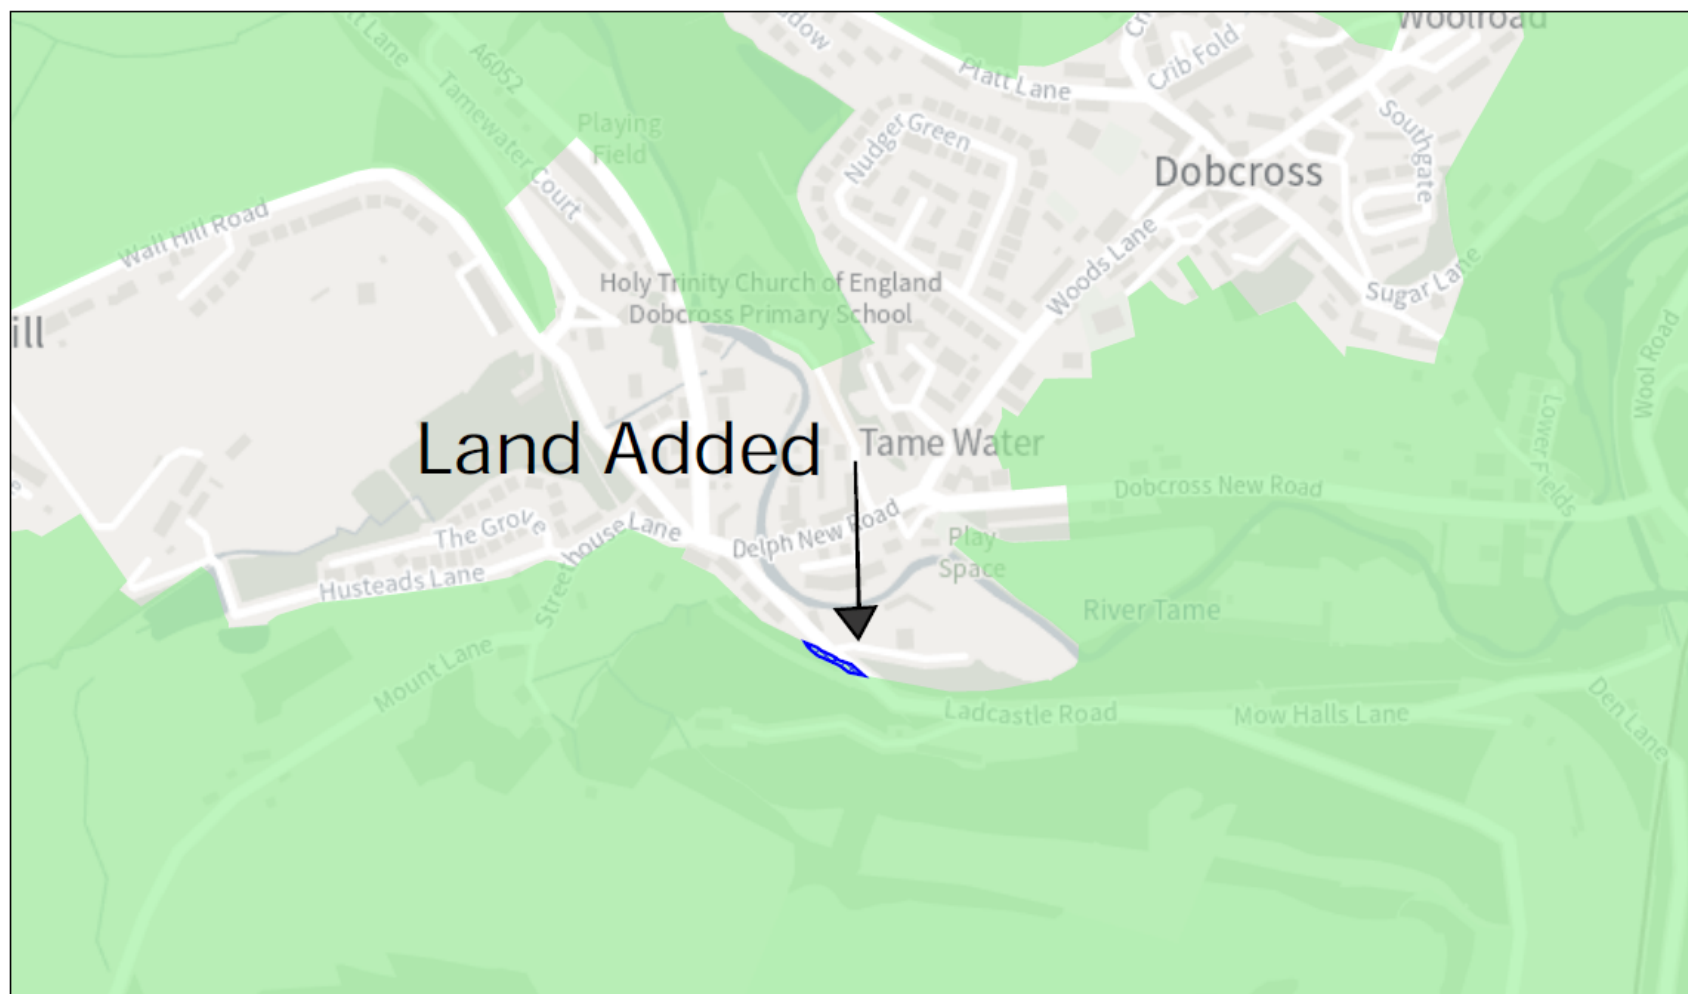 Woolroad
A6052
Tamewater Court
Playing
Field
Platt Lane
Crib Fold
Nudger Green
Southgate
Dobcross
Wall Hill Road
Woods Lane
Sugar Lane
Holy Trinity Church of England
Dobcross Primary School
Wool Road
ill
Land Added
Tame Water
Lower Fields
Dobcross New Road
The Grove
Streethouse Lane
Delph New Road
Play
Space
Husteads Lane
River Tame
Mount Lane
Ladcastle Road
Mow Halls Lane
Den Lane